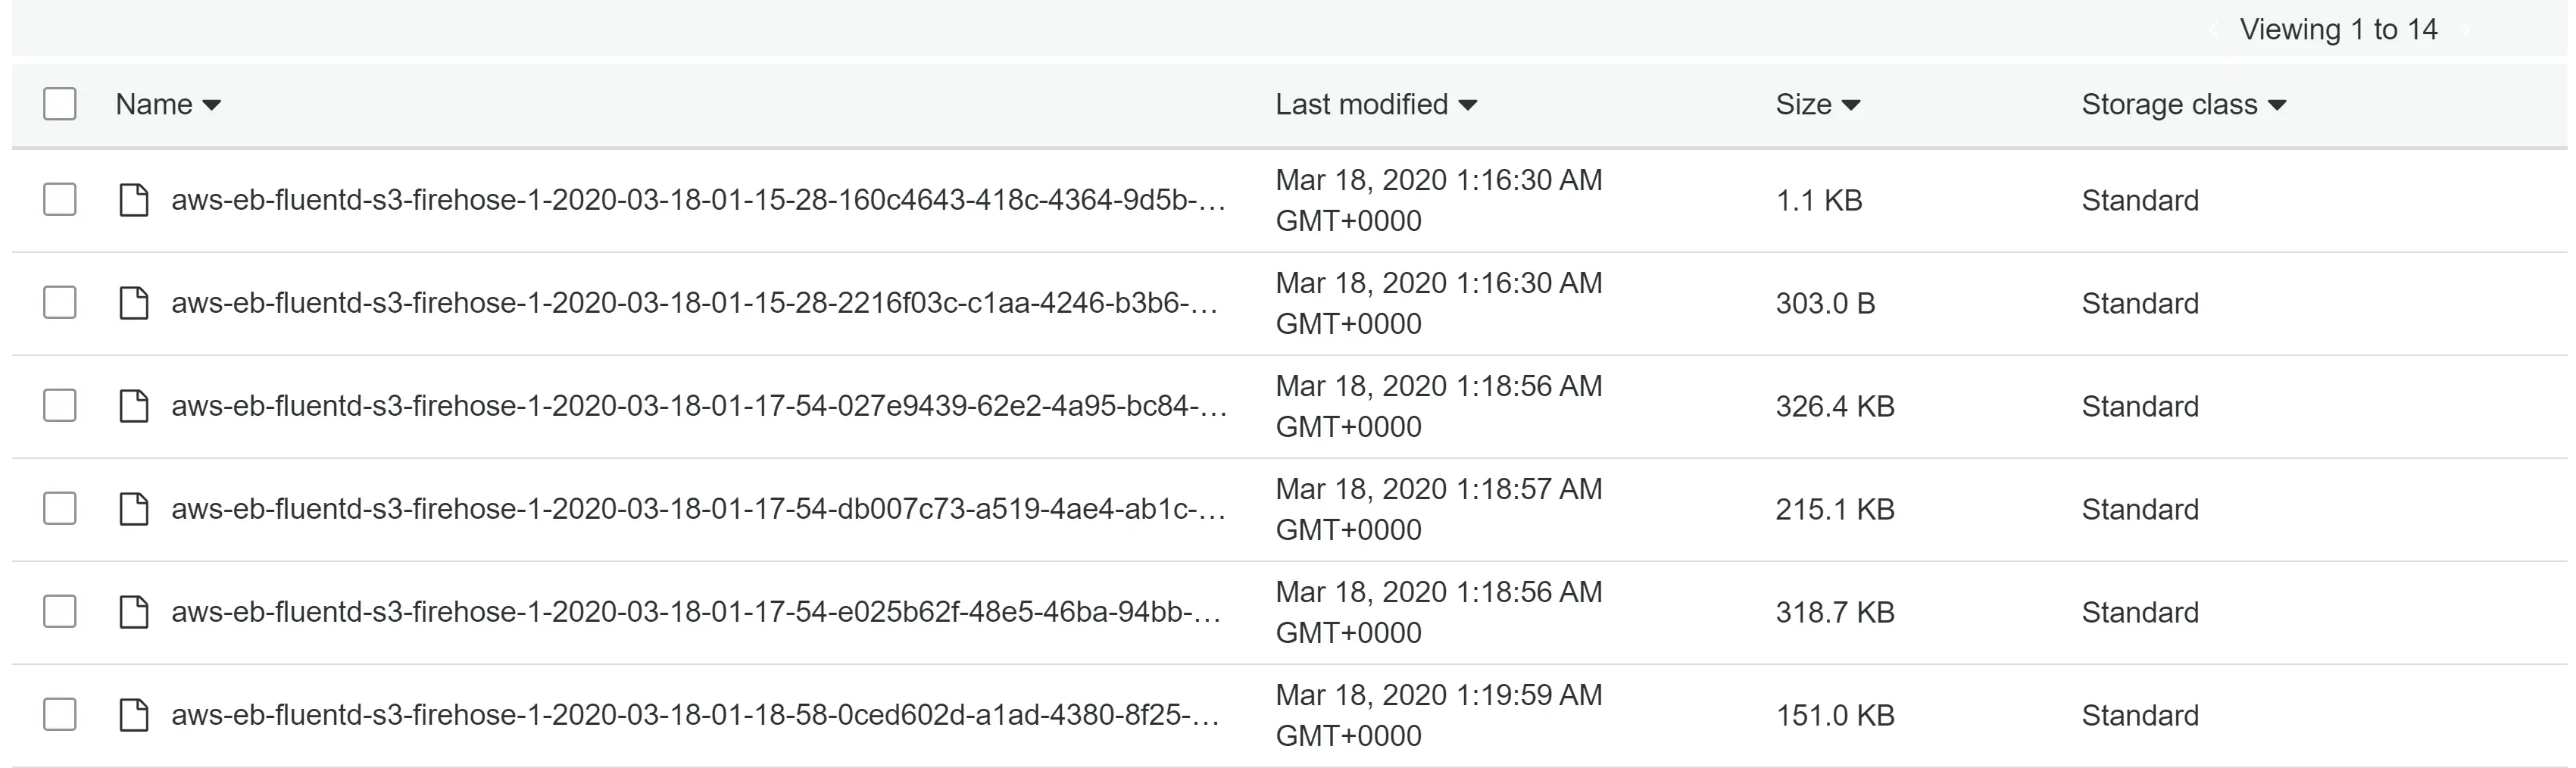 Viewing 1 to 14
Name Last modified Size Storage class
aws-eb-fluentd-s3-firehose-1-2020-03-18-01-15-28-160c4643-418c-4364-9d5b-... Mar 18, 2020 1:16:30 AM GMT+0000 1.1 KB Standard
aws-eb-fluentd-s3-firehose-1-2020-03-18-01-15-28-2216f03c-c1aa-4246-b3b6-... Mar 18, 2020 1:16:30 AM GMT+0000 303.0 B Standard
aws-eb-fluentd-s3-firehose-1-2020-03-18-01-17-54-027e9439-62e2-4a95-bc84-... Mar 18, 2020 1:18:56 AM GMT+0000 326.4 KB Standard
aws-eb-fluentd-s3-firehose-1-2020-03-18-01-17-54-db007c73-a519-4ae4-ab1c-... Mar 18, 2020 1:18:57 AM GMT+0000 215.1 KB Standard
aws-eb-fluentd-s3-firehose-1-2020-03-18-01-17-54-e025b62f-48e5-46ba-94bb-... Mar 18, 2020 1:18:56 AM GMT+0000 318.7 KB Standard
aws-eb-fluentd-s3-firehose-1-2020-03-18-01-18-58-0ced602d-a1ad-4380-8f25-... Mar 18, 2020 1:19:59 AM GMT+0000 151.0 KB Standard